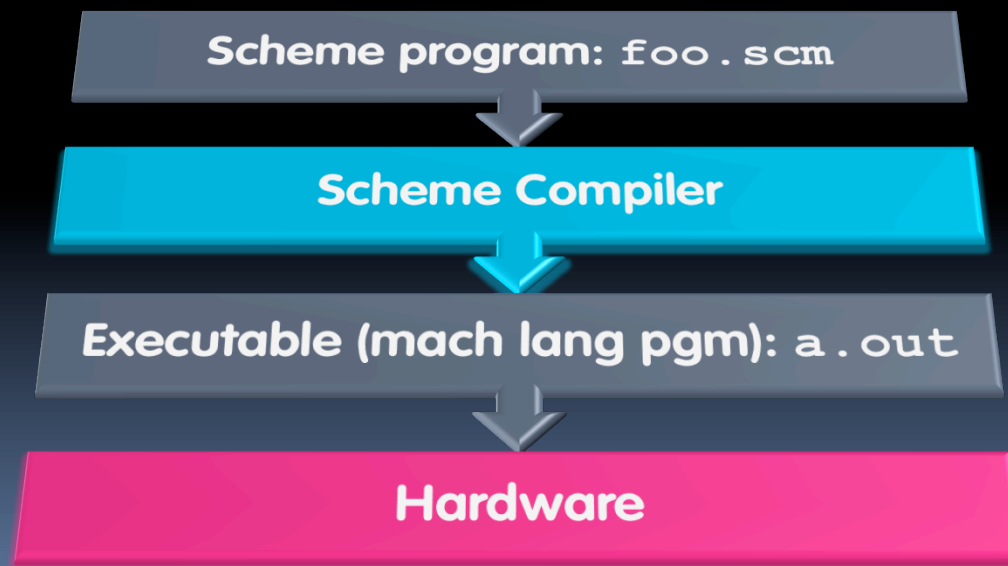 Scheme program: foo.scm
Scheme Compiler
Executable (mach lang pgm): a.out
Hardware